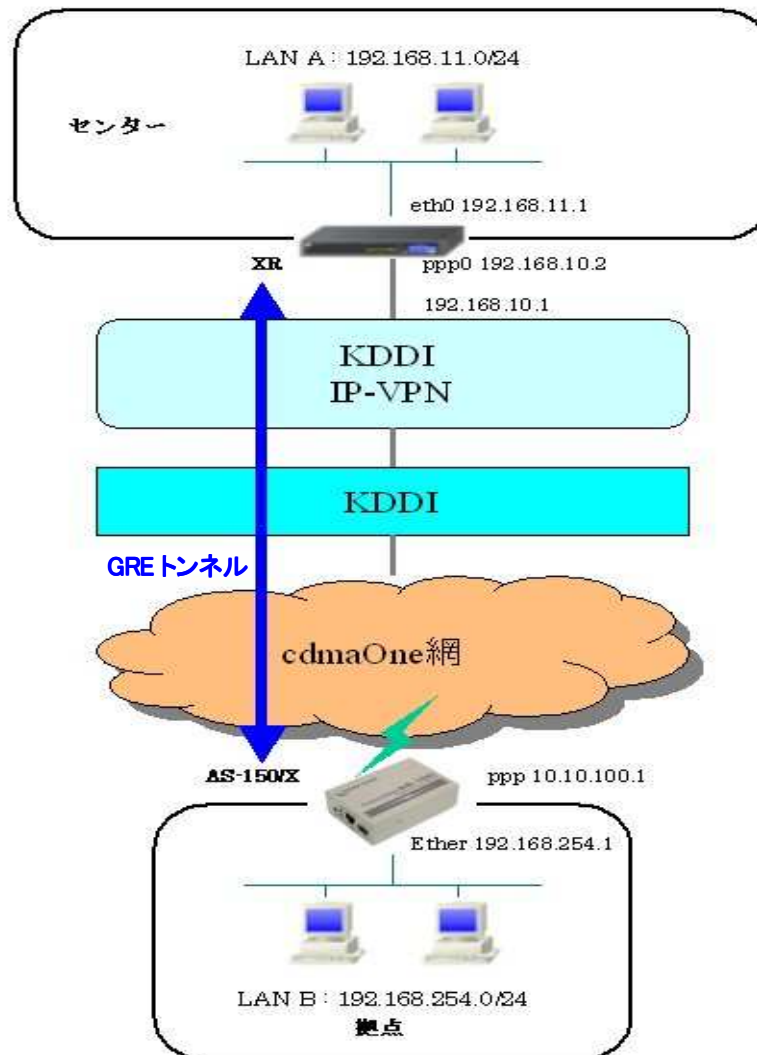 LAN A : 192.168.11.0/24
センター
eth0 192.168.11.1
XR
ppp0 192.168.10.2
192.168.10.1
KDDI
IP-VPN
KDDI
GREトンネル
cdmaOne網
AS-150/X
ppp 10.10.100.1
Ether 192.168.254.1
LAN B : 192.168.254.0/24
拠点